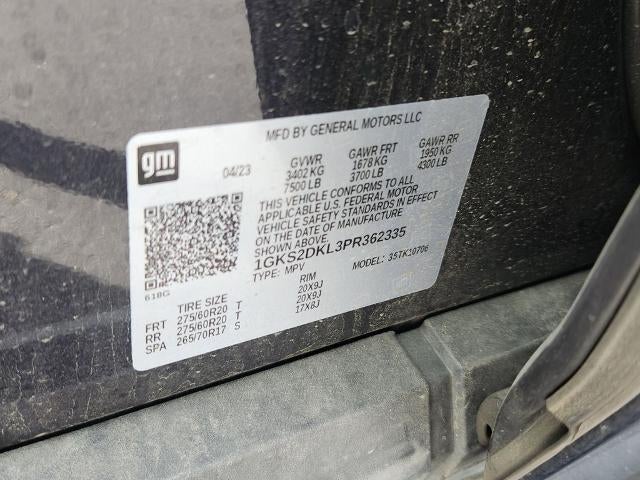 gm
MFD BY GENERAL MOTORS LLC
04/23 GVWR GAWR FRT GAWR RR
3402 KG 1678 KG 1950 KG
7500 LB 3700 LB 4300 LB
THIS VEHICLE CONFORMS TO ALL
APPLICABLE U.S. FEDERAL MOTOR
VEHICLE SAFETY STANDARDS IN EFFECT
ON THE DATE OF MANUFACTURE
SHOWN ABOVE.
1GKS2DKL3PR362335
TYPE: MPV MODEL: 35TK10706
618G
TIRE SIZE RIM
FRT 275/60R20 T 20X9J
RR 275/60R20 T 20X9J
SPA 265/70R17 S 17X8J